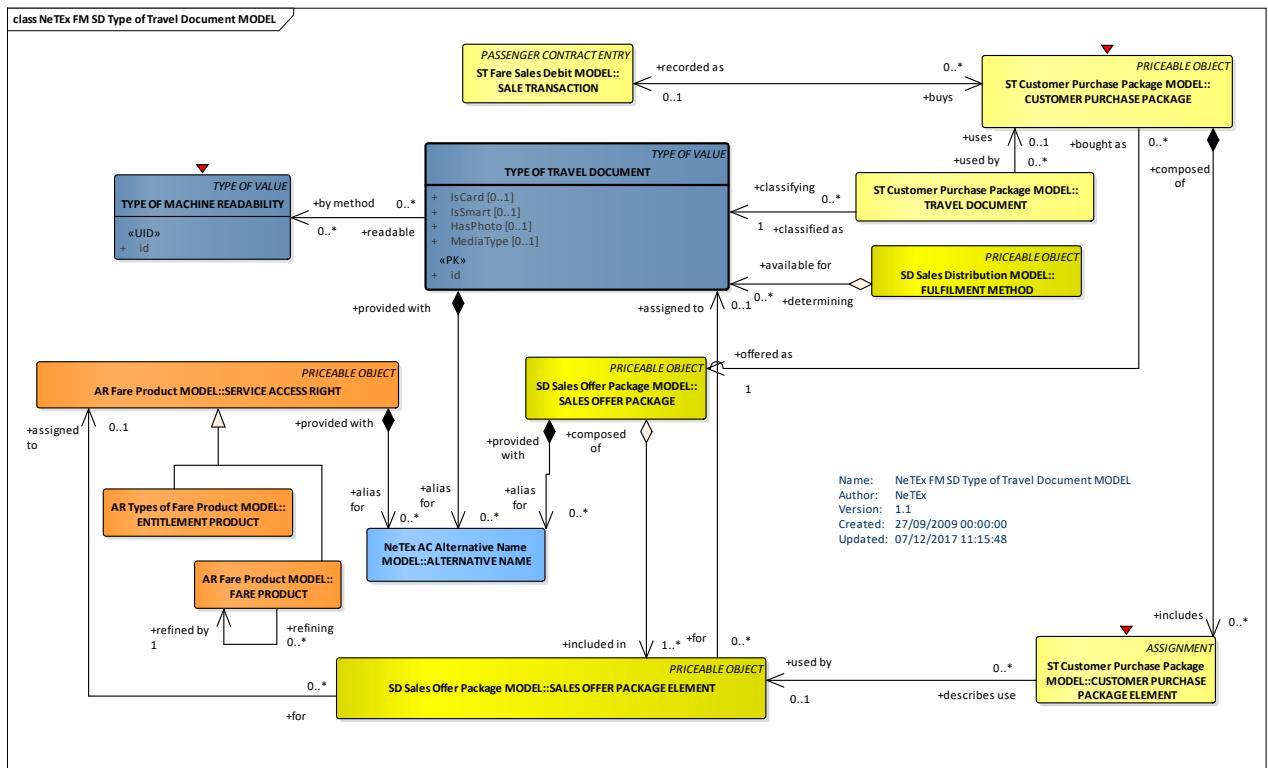 class NeTEx FM SD Type of Travel Document MODEL
PASSENGER CONTRACT ENTRY
ST Fare Sales Debit MODEL::
SALE TRANSACTION
+recorded as
0..1
0..*
+buys
PRICEABLE OBJECT
ST Customer Purchase Package MODEL::
CUSTOMER PURCHASE PACKAGE
+uses
0..1
+used by
0..*
+bought as
0..*
+composed
of
TYPE OF VALUE
TYPE OF MACHINE READABILITY
«UID»
+ id
+by method
0..*
0..*
+readable
TYPE OF VALUE
TYPE OF TRAVEL DOCUMENT
+ IsCard [0..1]
+ IsSmart [0..1]
+ HasPhoto [0..1]
+ MediaType [0..1]
«PK»
+ id
+classifying
0..*
1
+classified as
ST Customer Purchase Package MODEL::
TRAVEL DOCUMENT
+available for
0..*
+determining
PRICEABLE OBJECT
SD Sales Distribution MODEL::
FULFILMENT METHOD
+provided with
+assigned to
0..1
+offered as
1
PRICEABLE OBJECT
AR Fare Product MODEL::SERVICE ACCESS RIGHT
PRICEABLE OBJECT
SD Sales Offer Package MODEL::
SALES OFFER PACKAGE
+assigned
to
0..1
+provided with
+provided
with
+composed
of
AR Types of Fare Product MODEL::
ENTITLEMENT PRODUCT
+alias
for
0..*
+alias
for
0..*
+alias
for
0..*
NeTEx AC Alternative Name
MODEL::ALTERNATIVE NAME
Name: NeTEx FM SD Type of Travel Document MODEL
Author: NeTEx
Version: 1.1
Created: 27/09/2009 00:00:00
Updated: 07/12/2017 11:15:48
AR Fare Product MODEL::
FARE PRODUCT
+refined by
1
+refining
0..*
+included in
1..*
+for
0..*
+includes
0..*
PRICEABLE OBJECT
SD Sales Offer Package MODEL::SALES OFFER PACKAGE ELEMENT
0..*
+for
+used by
0..1
0..*
+describes use
ASSIGNMENT
ST Customer Purchase Package
MODEL::CUSTOMER PURCHASE
PACKAGE ELEMENT